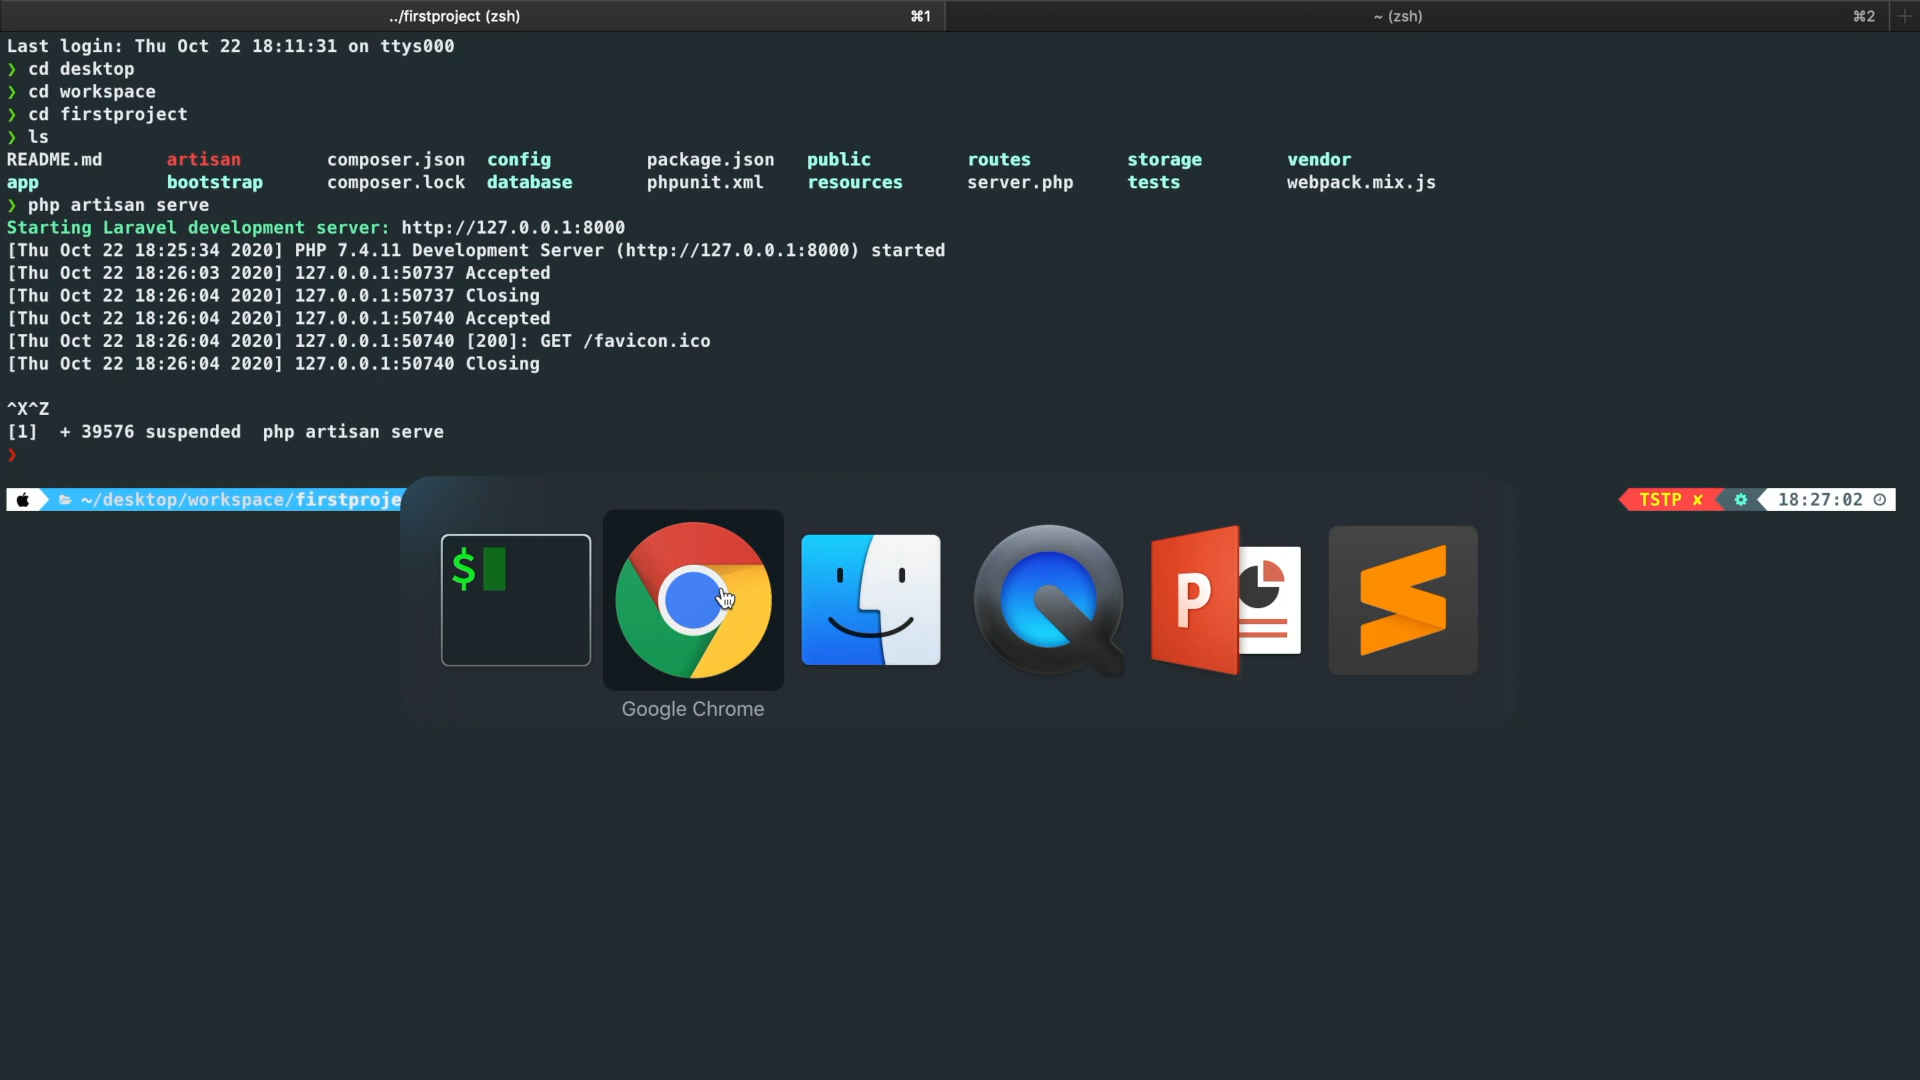 ../firstproject (zsh) ⌘1 ~ (zsh) ⌘2
Last login: Thu Oct 22 18:11:31 on ttys000
❯ cd desktop
❯ cd workspace
❯ cd firstproject
❯ ls
README.md artisan composer.json config package.json public routes storage vendor
app bootstrap composer.lock database phpunit.xml resources server.php tests webpack.mix.js
❯ php artisan serve
Starting Laravel development server: http://127.0.0.1:8000
[Thu Oct 22 18:25:34 2020] PHP 7.4.11 Development Server (http://127.0.0.1:8000) started
[Thu Oct 22 18:26:03 2020] 127.0.0.1:50737 Accepted
[Thu Oct 22 18:26:04 2020] 127.0.0.1:50737 Closing
[Thu Oct 22 18:26:04 2020] 127.0.0.1:50740 Accepted
[Thu Oct 22 18:26:04 2020] 127.0.0.1:50740 [200]: GET /favicon.ico
[Thu Oct 22 18:26:04 2020] 127.0.0.1:50740 Closing
^X^Z
[1] + 39576 suspended php artisan serve
❯
~/desktop/workspace/firstproje TSTP ✘ 18:27:02
$
P
Google Chrome